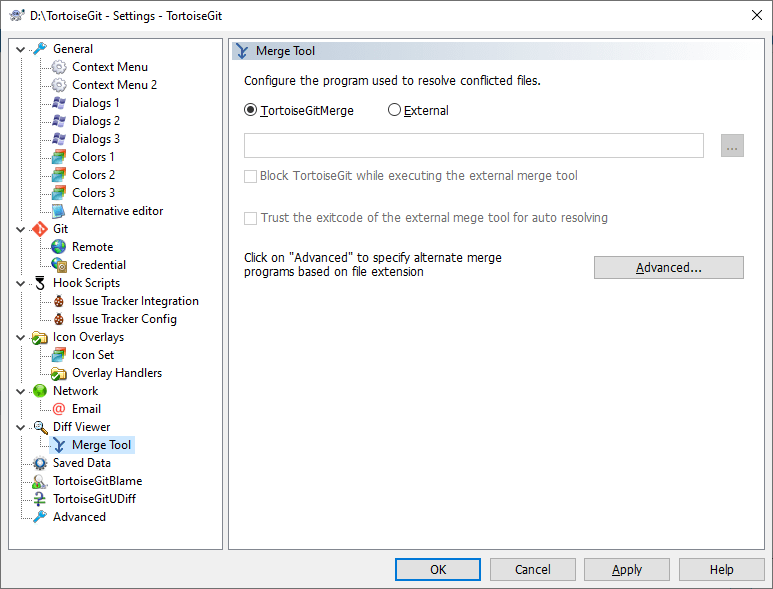 D:\TortoiseGit - Settings - TortoiseGit
General
Context Menu
Context Menu 2
Dialogs 1
Dialogs 2
Dialogs 3
Colors 1
Colors 2
Colors 3
Alternative editor
Git
Remote
Credential
Hook Scripts
Issue Tracker Integration
Issue Tracker Config
Icon Overlays
Icon Set
Overlay Handlers
Network
Email
Diff Viewer
Merge Tool
Saved Data
TortoiseGitBlame
TortoiseGitUDiff
Advanced
Merge Tool
Configure the program used to resolve conflicted files.
TortoiseGitMerge External
...
Block TortoiseGit while executing the external merge tool
Trust the exitcode of the external mege tool for auto resolving
Click on "Advanced" to specify alternate merge
programs based on file extension
Advanced...
OK Cancel Apply Help